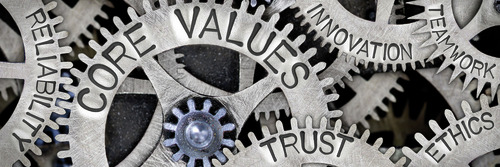 RELIABILITY
CORE VALUES
INNOVATION
TEAMWORK
TRUST
ETHICS